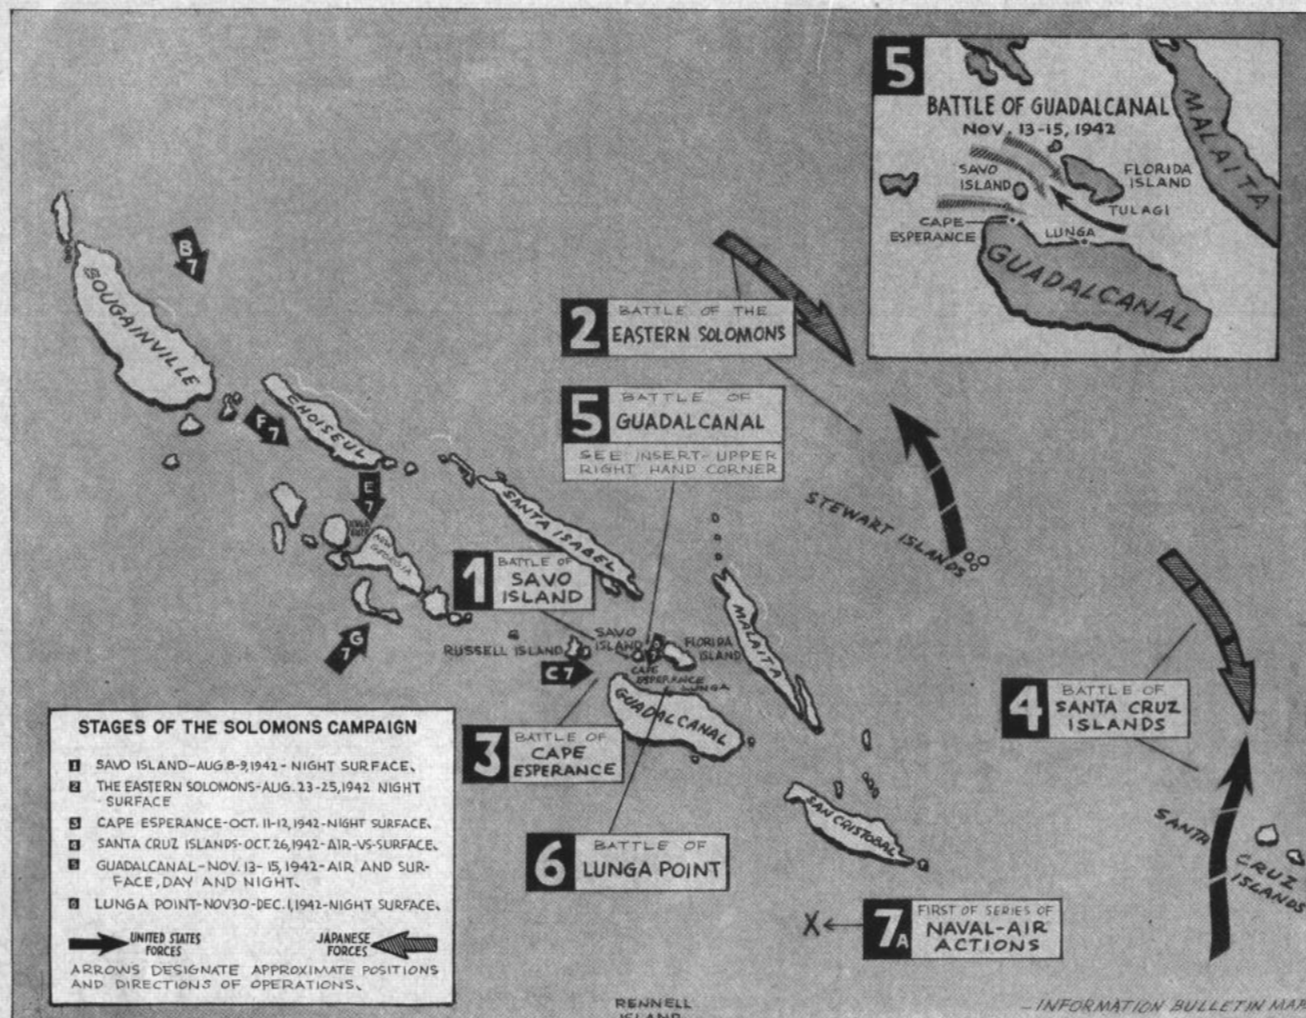 5
BATTLE OF GUADALCANAL
NOV. 13-15, 1942
MALAITA
SAVO
ISLAND
FLORIDA
ISLAND
TULAGI
CAPE
ESPERANCE
LUNGA
GUADALCANAL
B
7
BOUGAINVILLE
2
BATTLE OF THE
EASTERN SOLOMONS
5
BATTLE OF
GUADALCANAL
SEE INSERT-UPPER
RIGHT HAND CORNER
F
7
CHOISEUL
E
7
SANTA ISABEL
STEWART ISLANDS
NEW
GEORGIA
1
BATTLE OF
SAVO
ISLAND
MALAITA
G
7
RUSSELL ISLAND
SAVO
ISLAND
FLORIDA
ISLAND
C 7
CAPE
ESPERANCE
LUNGA
GUADALCANAL
4
BATTLE OF
SANTA CRUZ
ISLANDS
3
BATTLE OF
CAPE
ESPERANCE
SAN CRISTOBAL
SANTA
CRUZ
ISLANDS
6
BATTLE OF
LUNGA POINT
X
7A
FIRST OF SERIES OF
NAVAL-AIR
ACTIONS
STAGES OF THE SOLOMONS CAMPAIGN
1 SAVO ISLAND-AUG.8-9,1942-NIGHT SURFACE.
2 THE EASTERN SOLOMONS-AUG.23-25,1942 NIGHT
SURFACE
3 CAPE ESPERANCE-OCT.11-12,1942-NIGHT SURFACE.
4 SANTA CRUZ ISLANDS-OCT.26,1942-AIR-VS-SURFACE.
5 GUADALCANAL-NOV.13-15,1942-AIR AND SUR-
FACE, DAY AND NIGHT.
6 LUNGA POINT-NOV30-DEC.1,1942-NIGHT SURFACE.
UNITED STATES
FORCES
JAPANESE
FORCES
ARROWS DESIGNATE APPROXIMATE POSITIONS
AND DIRECTIONS OF OPERATIONS.
RENNELL
ISLAND
-INFORMATION BULLETIN MAP